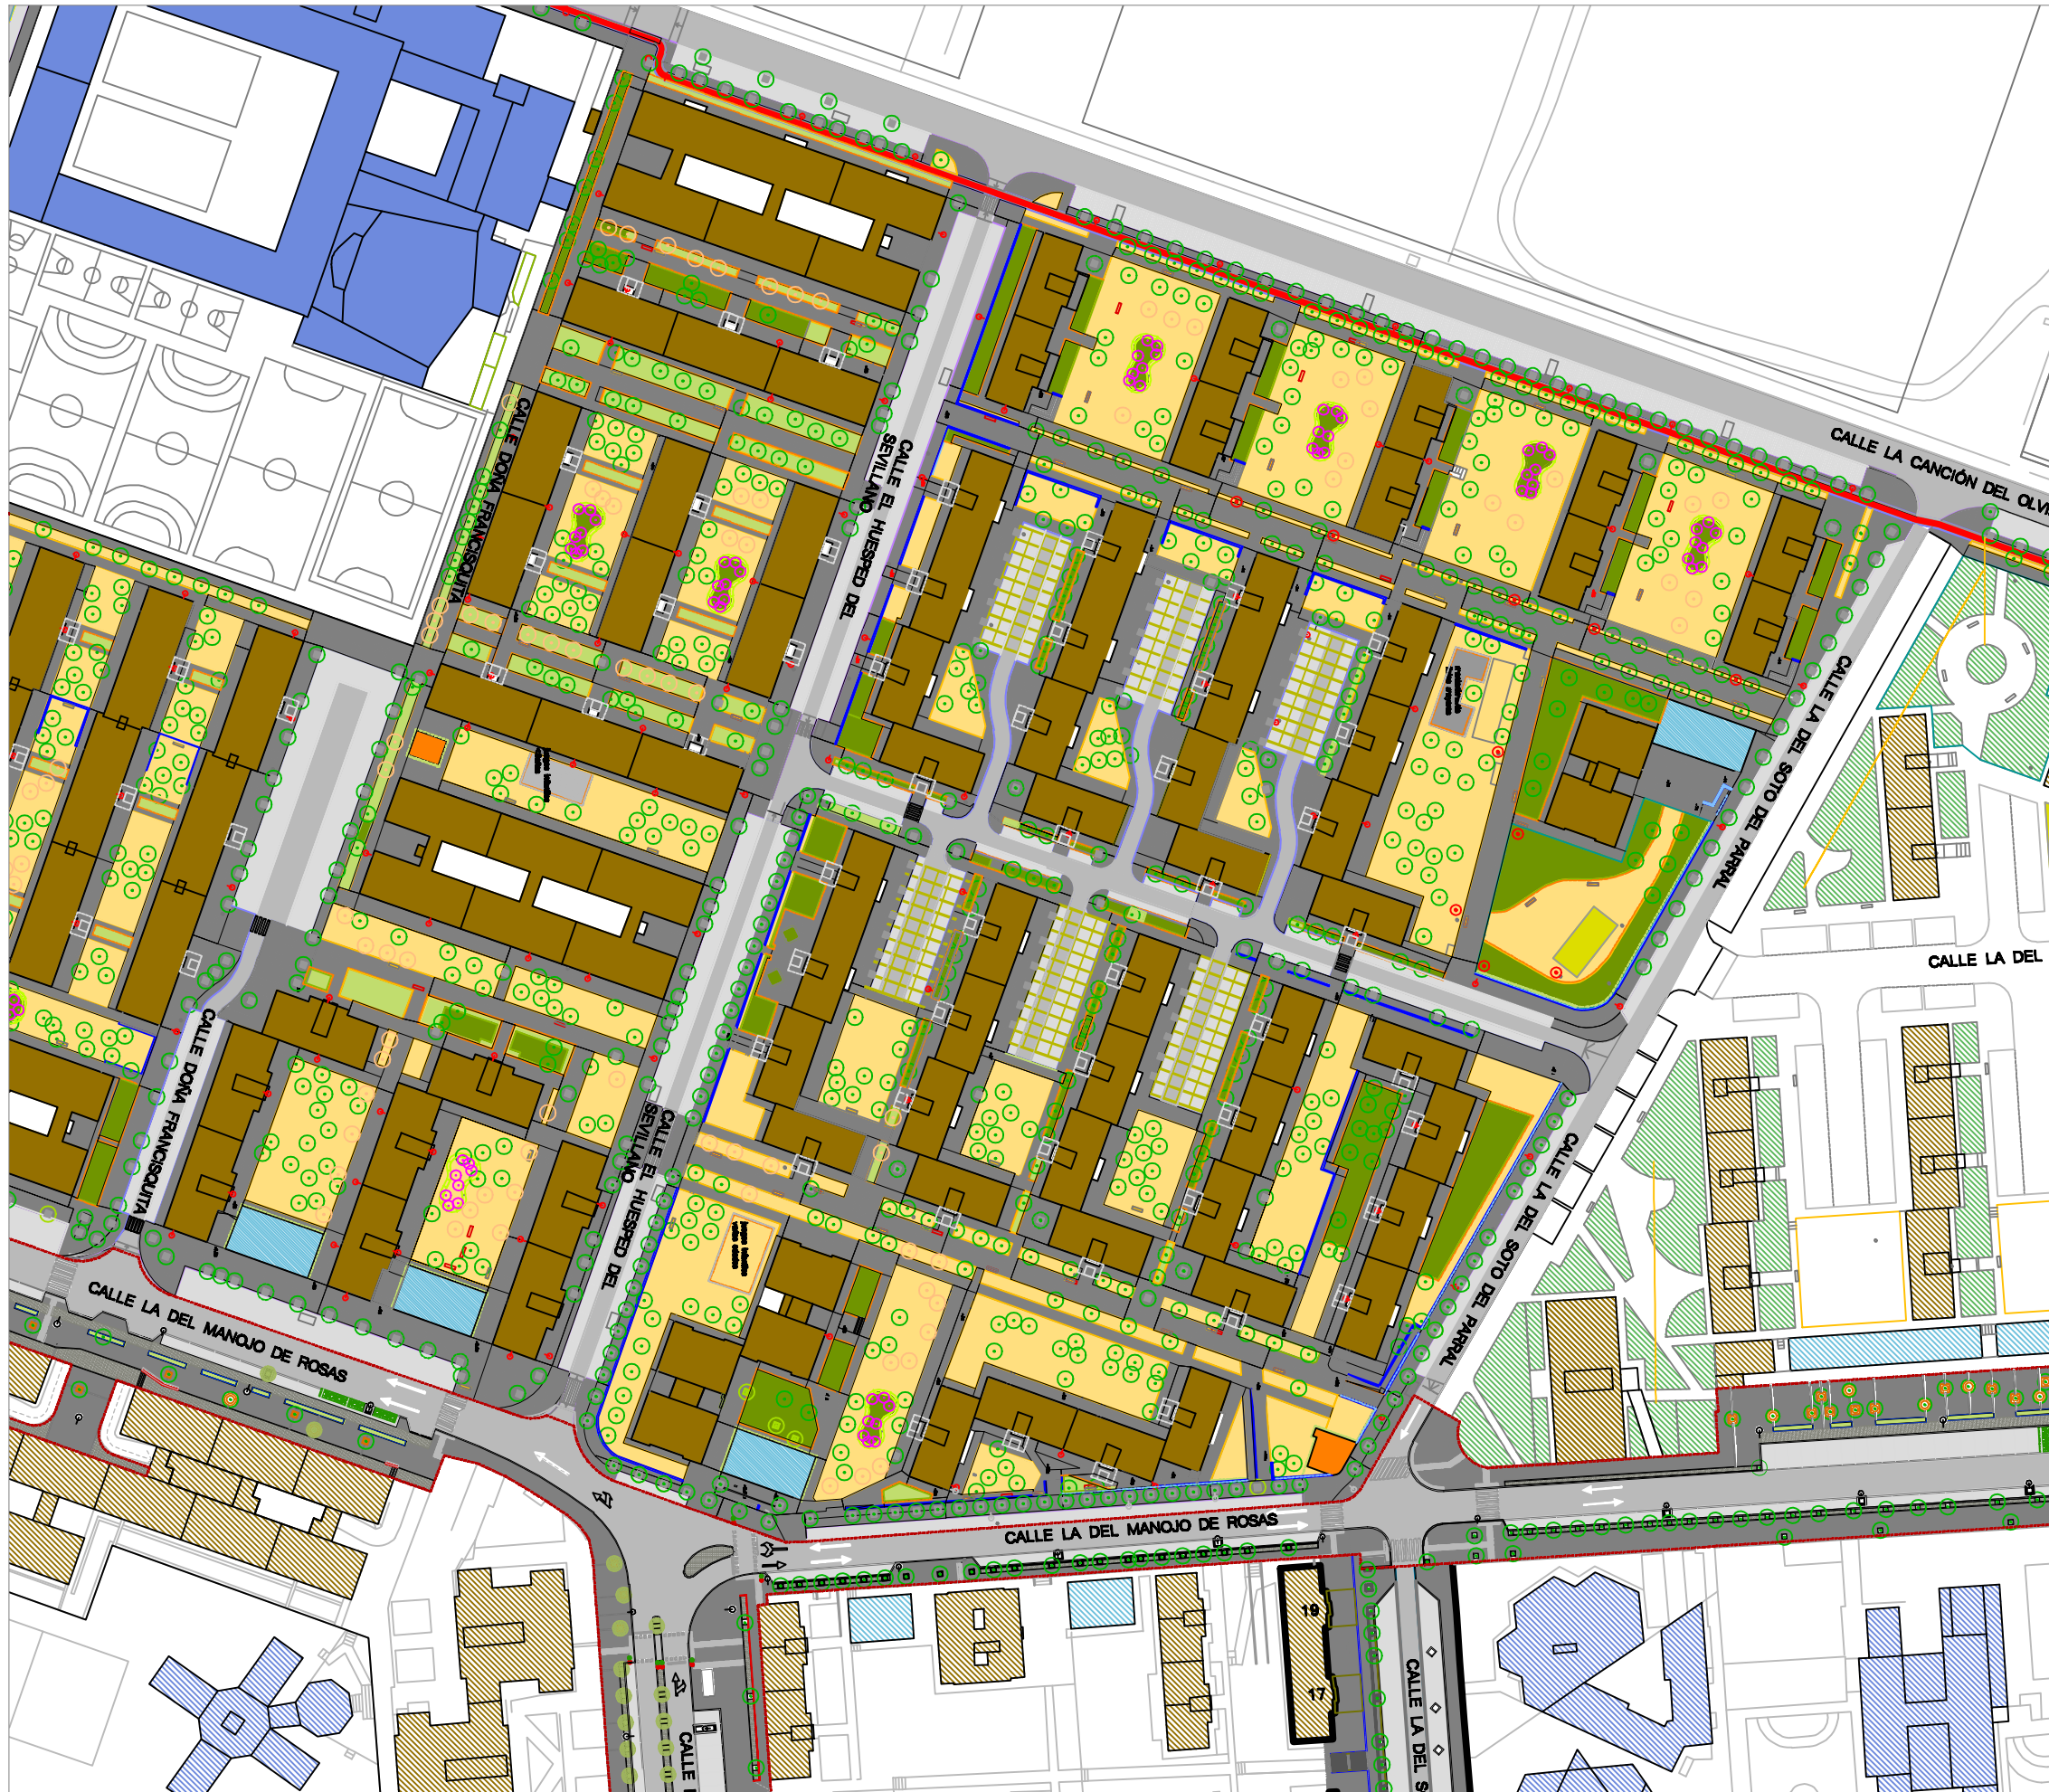 CALLE LA CANCIÓN DEL OLVI
CALLE DOÑA FRANCISQUITA
CALLE EL HUESPED DEL
SEVILLANO
CALLE LA DEL SOTO DEL PARRAL
CALLE LA DEL
CALLE DOÑA FRANCISQUITA
CALLE EL HUESPED DEL
SEVILLANO
CALLE LA DEL SOTO DEL PARRAL
CALLE LA DEL MANOJO DE ROSAS
CALLE LA DEL MANOJO DE ROSAS
19
17
CALLE
CALLE LA DEL S